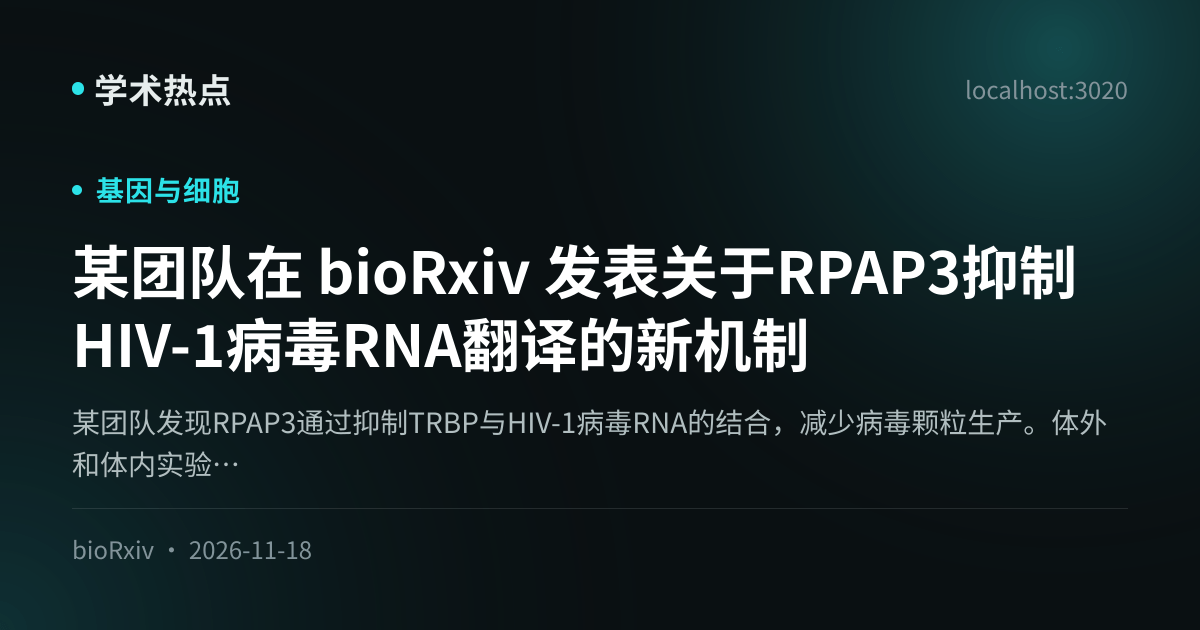 学术热点
localhost:3020
基因与细胞
某团队在 bioRxiv 发表关于RPAP3抑制
HIV-1病毒RNA翻译的新机制
某团队发现RPAP3通过抑制TRBP与HIV-1病毒RNA的结合，减少病毒颗粒生产。体外
和体内实验…
bioRxiv · 2026-11-18